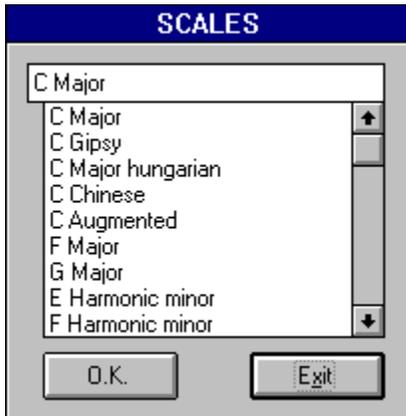 SCALES
C Major
C Major
C Gipsy
C Major hungarian
C Chinese
C Augmented
F Major
G Major
E Harmonic minor
F Harmonic minor
O.K. Exit